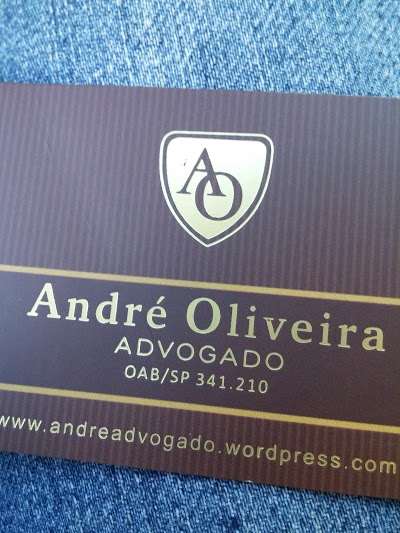 AO
André Oliveira
ADVOGADO
OAB/SP 341.210
www.andreadvogado.wordpress.com